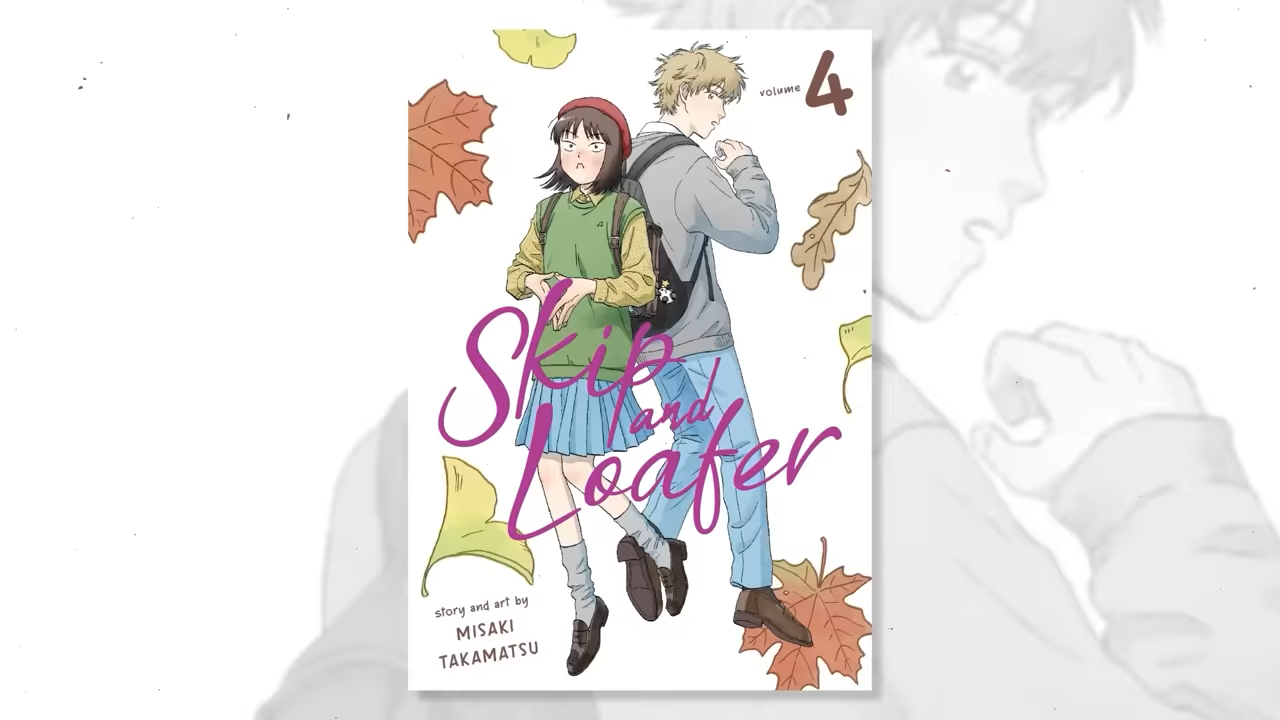 volume 4
Skip
and
Loafer
story and art by
MISAKI
TAKAMATSU